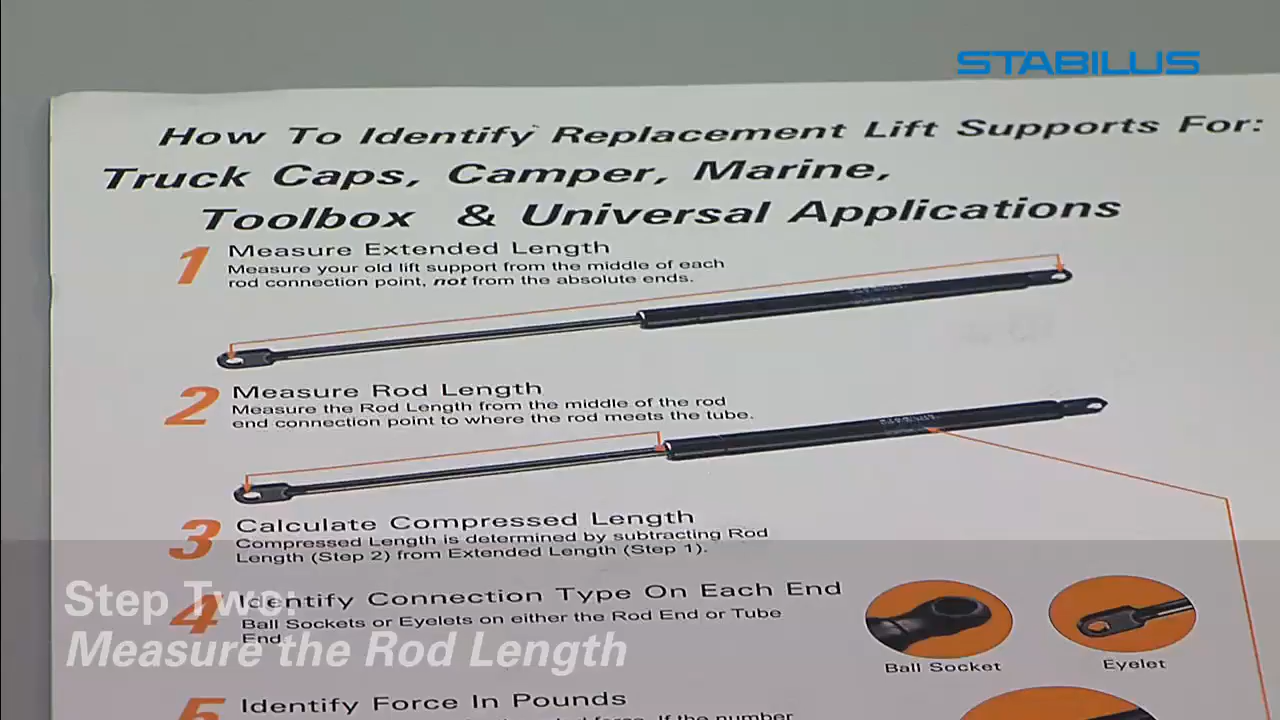 STABILUS
How To Identify Replacement Lift Supports For:
Truck Caps, Camper, Marine,
Toolbox & Universal Applications
1 Measure Extended Length
Measure your old lift support from the middle of each
rod connection point, not from the absolute ends.
2 Measure Rod Length
Measure the Rod Length from the middle of the rod
end connection point to where the rod meets the tube.
3 Calculate Compressed Length
Compressed Length is determined by subtracting Rod
Length (Step 2) from Extended Length (Step 1).
4 Identify Connection Type On Each End
Ball Sockets or Eyelets on either the Rod End or Tube
End.
Ball Socket
Eyelet
5 Identify Force In Pounds
force. If the number
Step Two:
Measure the Rod Length